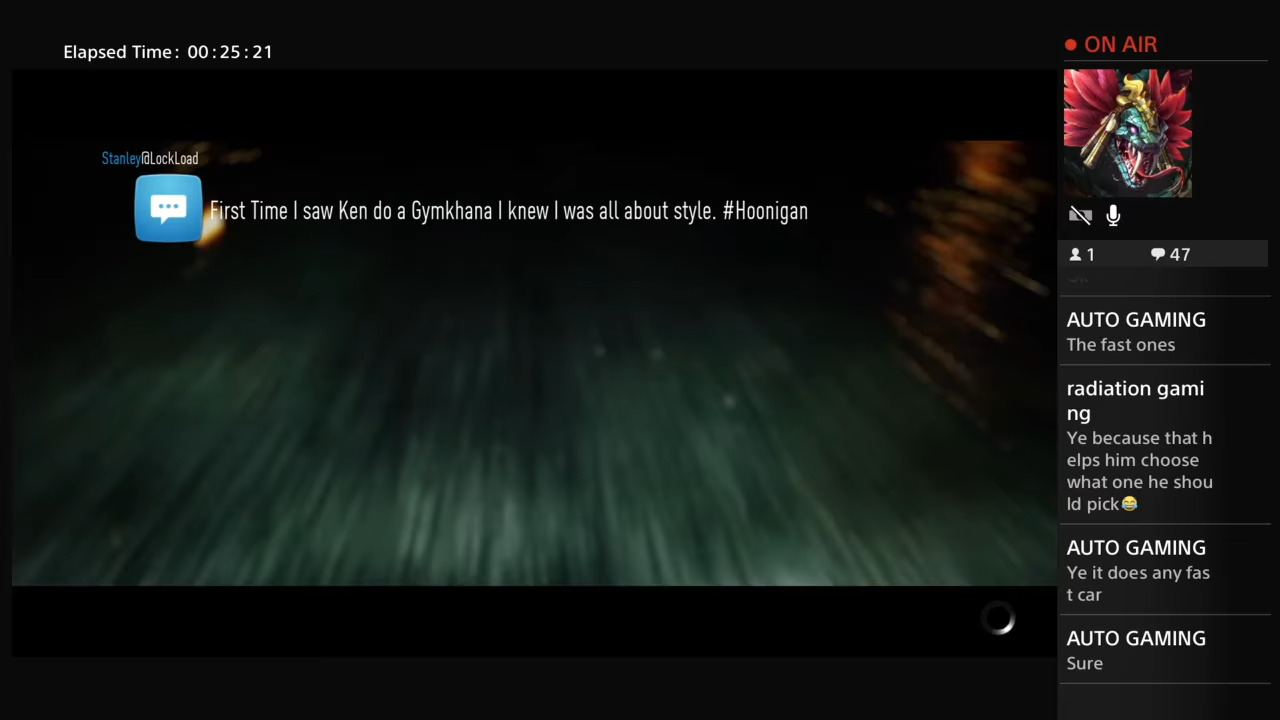 Elapsed Time: 00:25:21
ON AIR
Stanley@LockLoad
First Time I saw Ken do a Gymkhana I knew I was all about style. #Hoonigan
1
47
AUTO GAMING
The fast ones
radiation gami
ng
Ye because that h
elps him choose
what one he shou
ld pick😂
AUTO GAMING
Ye it does any fas
t car
AUTO GAMING
Sure